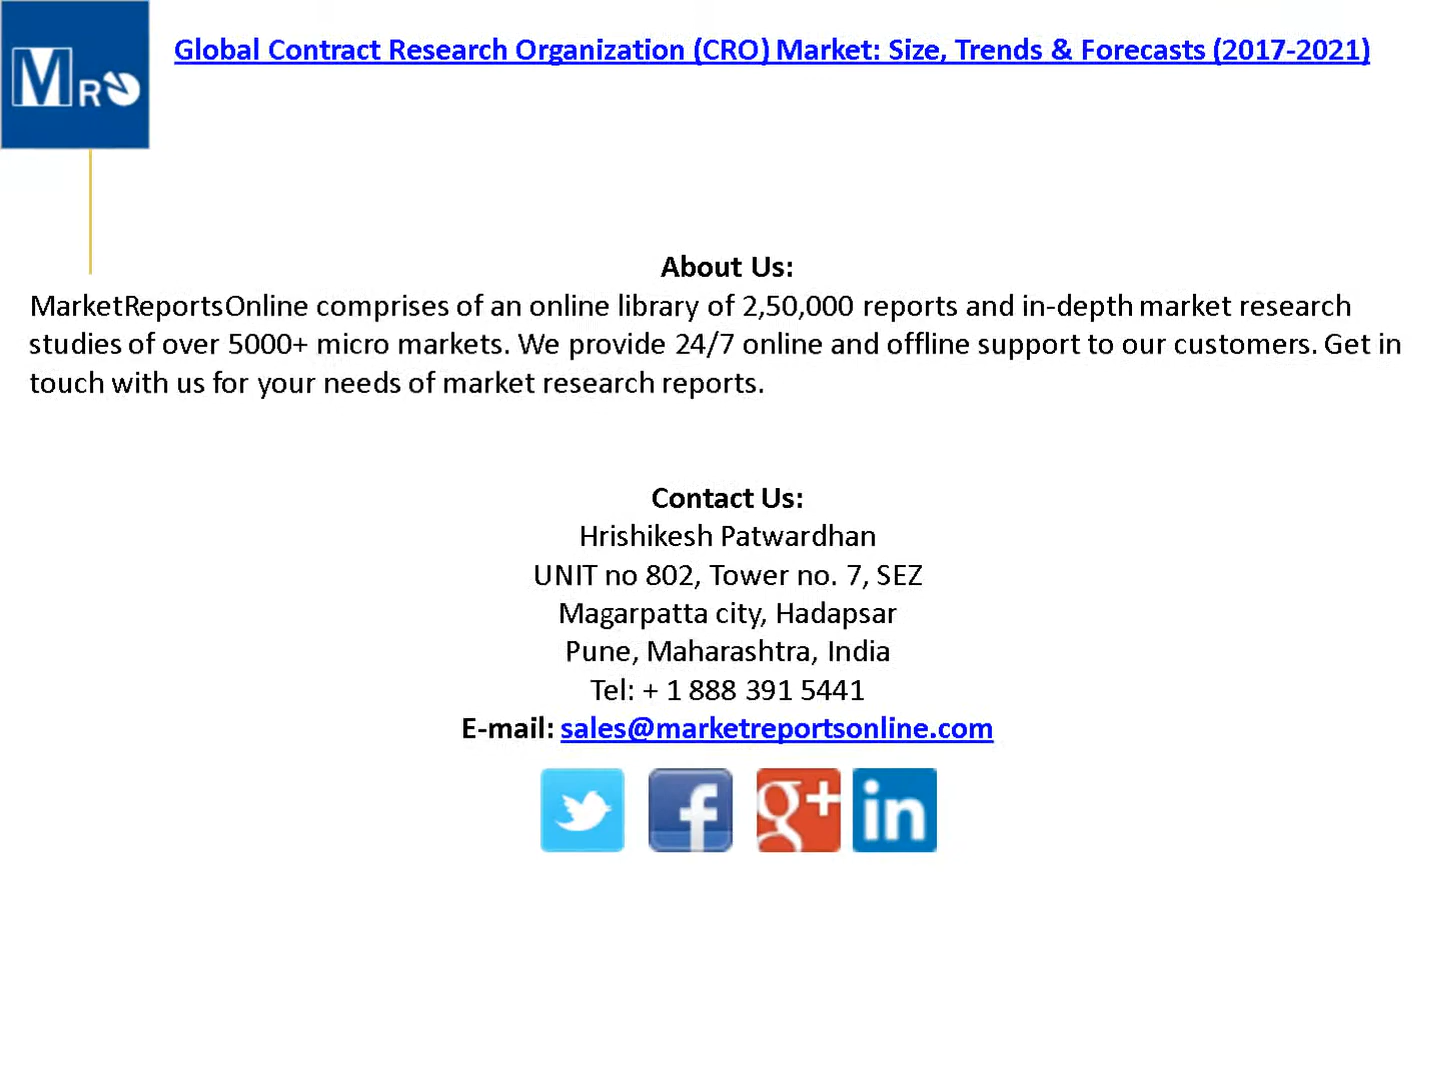 MRO
Global Contract Research Organization (CRO) Market: Size, Trends & Forecasts (2017-2021)
About Us:
MarketReportsOnline comprises of an online library of 2,50,000 reports and in-depth market research
studies of over 5000+ micro markets. We provide 24/7 online and offline support to our customers. Get in
touch with us for your needs of market research reports.
Contact Us:
Hrishikesh Patwardhan
UNIT no 802, Tower no. 7, SEZ
Magarpatta city, Hadapsar
Pune, Maharashtra, India
Tel: + 1 888 391 5441
E-mail: sales@marketreportsonline.com
f g+ in